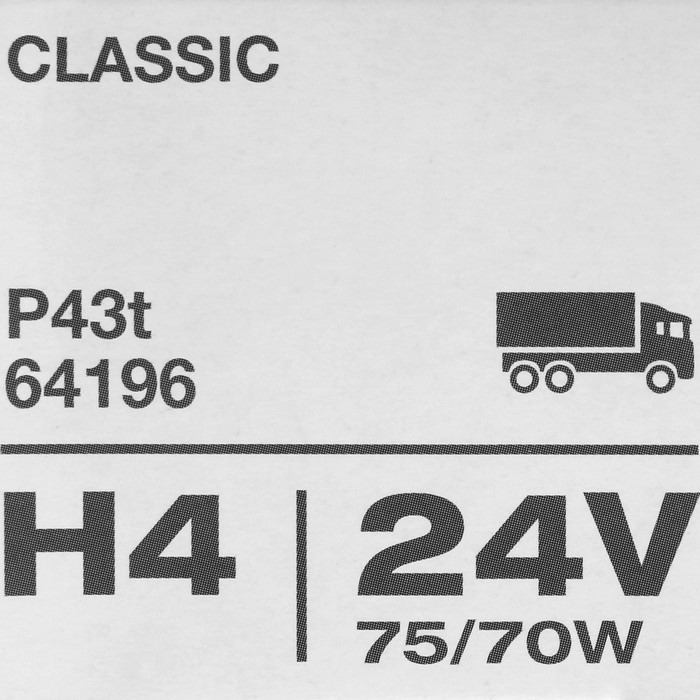 CLASSIC
P43t
64196
H4 | 24V
75/70W